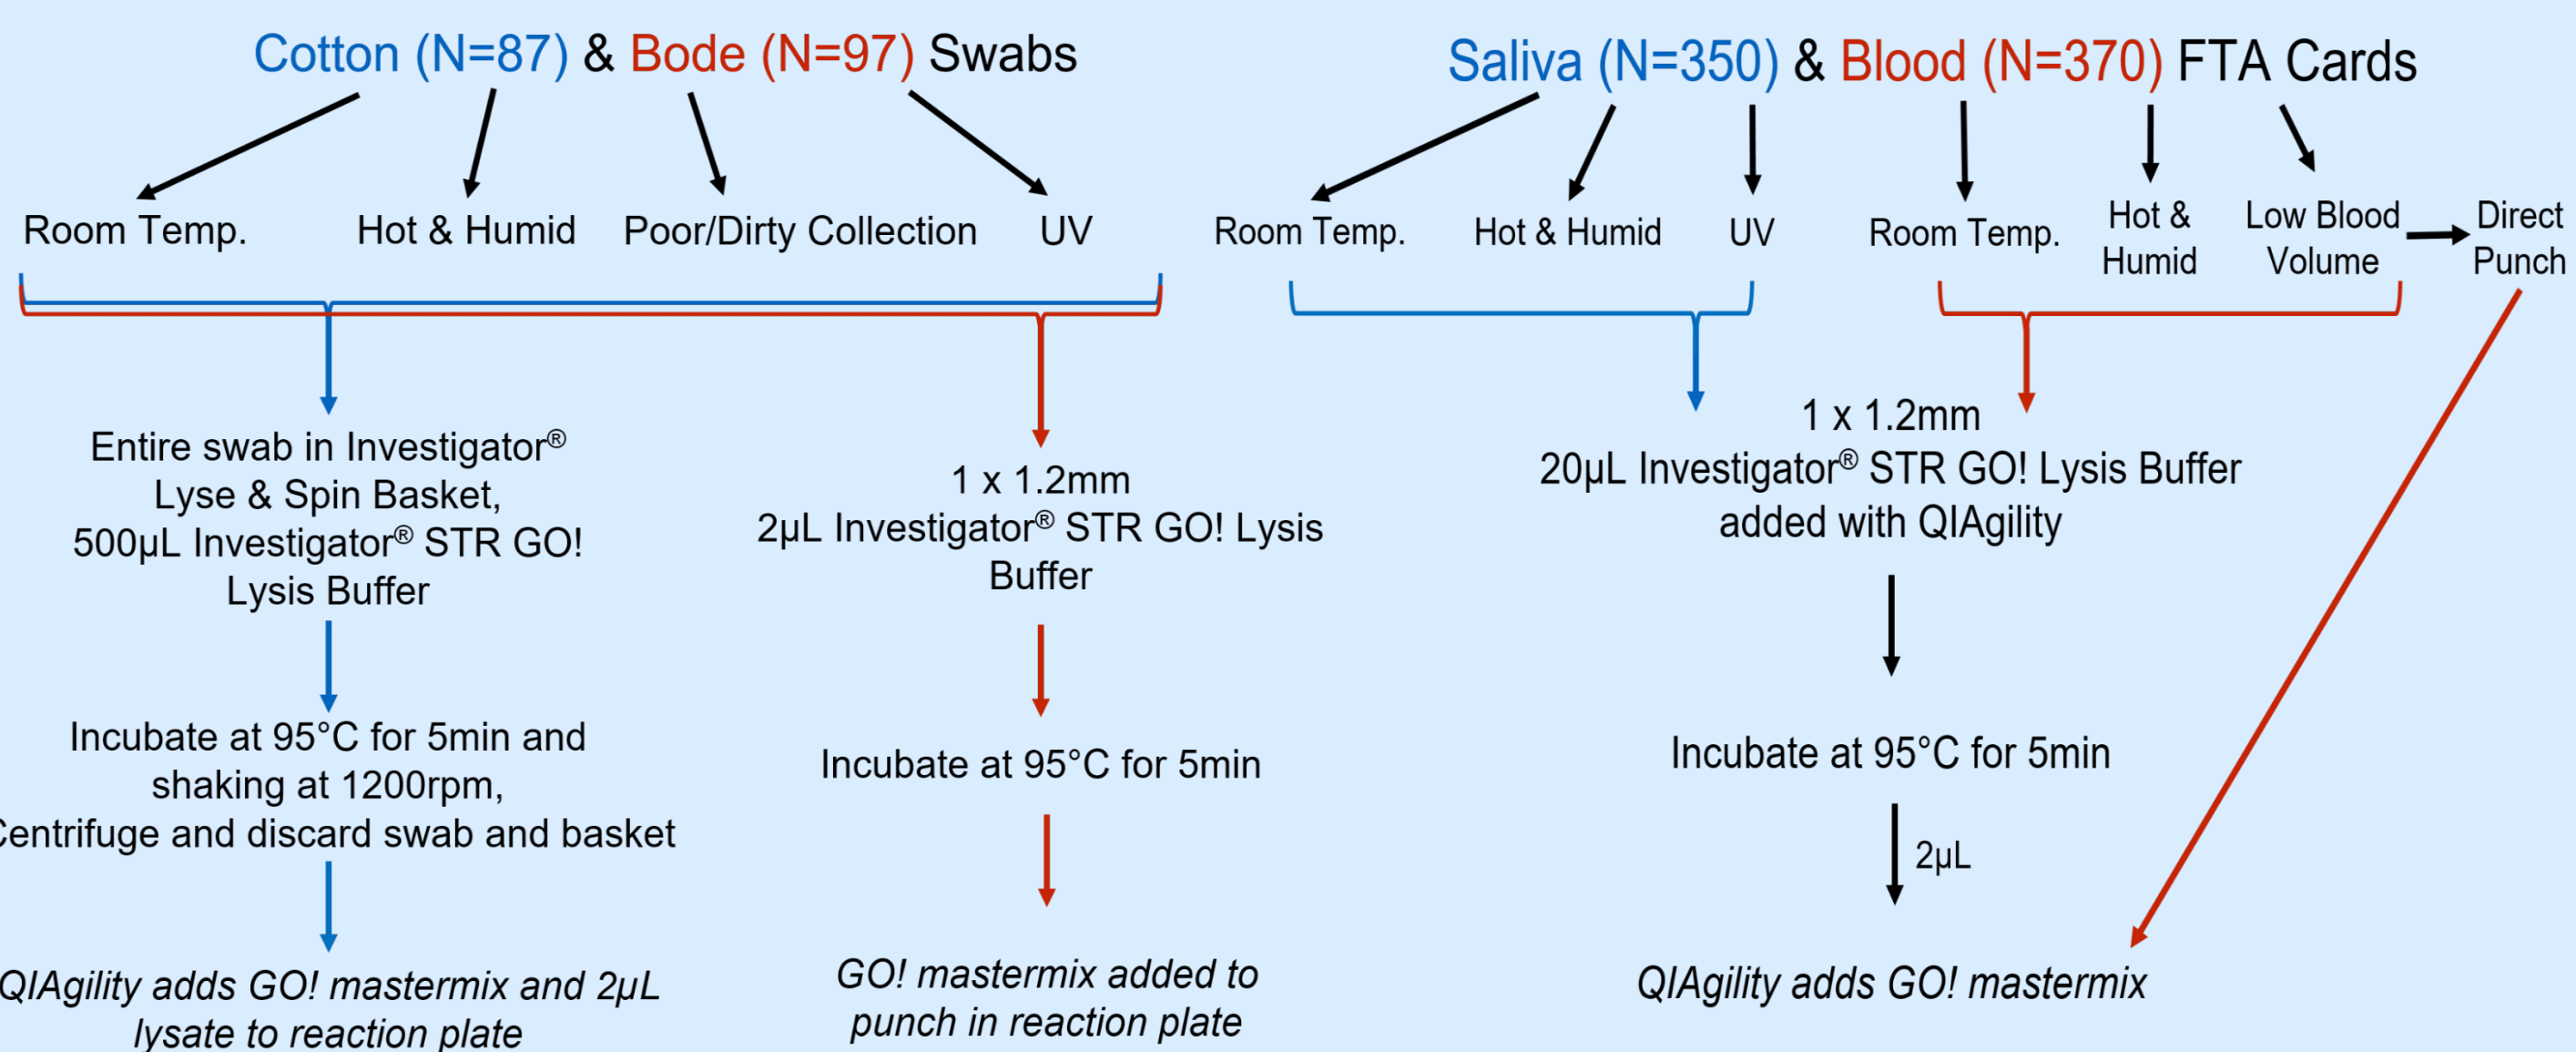 Cotton (N=87) & Bode (N=97) Swabs
Room Temp.
Hot & Humid
Poor/Dirty Collection
UV
Entire swab in Investigator®
Lyse & Spin Basket,
500µL Investigator® STR GO!
Lysis Buffer
Incubate at 95°C for 5min and
shaking at 1200rpm,
Centrifuge and discard swab and basket
QIAgility adds GO! mastermix and 2µL
lysate to reaction plate
1 x 1.2mm
2µL Investigator® STR GO! Lysis
Buffer
Incubate at 95°C for 5min
GO! mastermix added to
punch in reaction plate
Saliva (N=350) & Blood (N=370) FTA Cards
Room Temp.
Hot & Humid
UV
Room Temp.
Hot &
Humid
Low Blood
Volume
Direct
Punch
1 x 1.2mm
20µL Investigator® STR GO! Lysis Buffer
added with QIAgility
Incubate at 95°C for 5min
2µL
QIAgility adds GO! mastermix